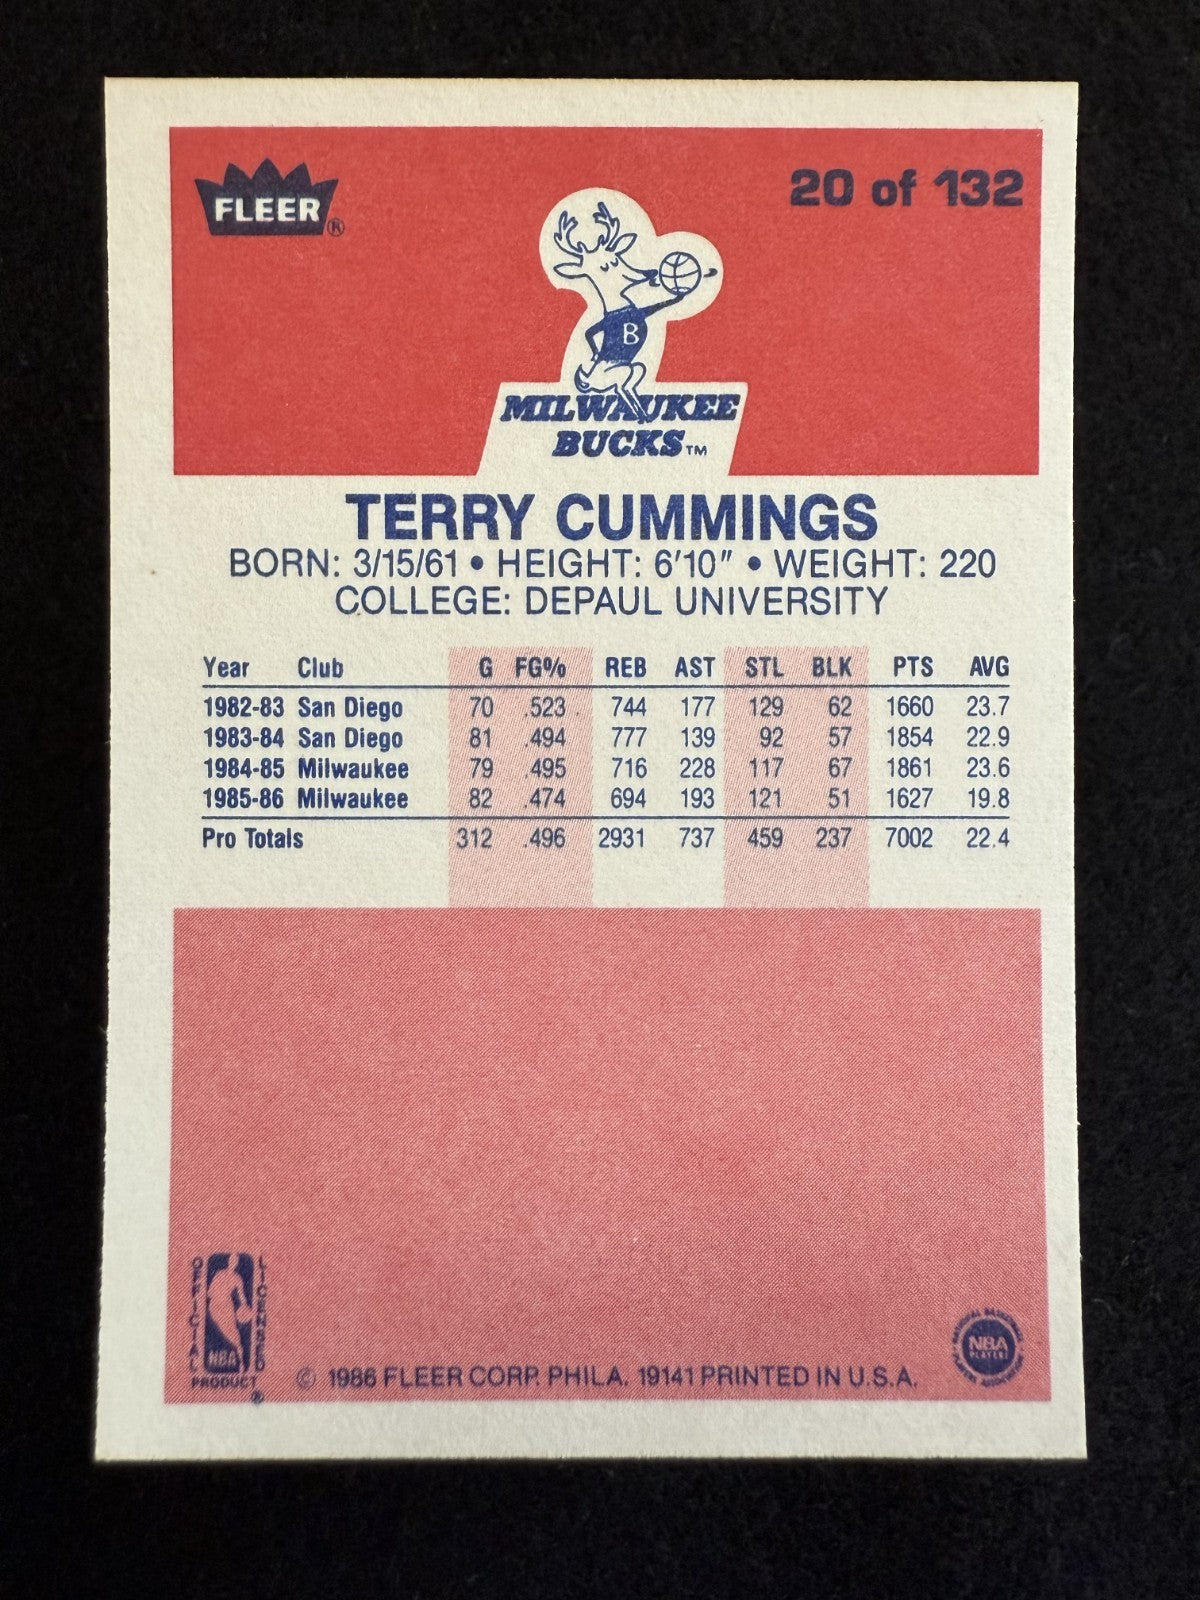 FLEER®
20 of 132
B
MILWAUKEE
BUCKS™
TERRY CUMMINGS
BORN: 3/15/61 • HEIGHT: 6'10" • WEIGHT: 220
COLLEGE: DEPAUL UNIVERSITY
Year Club G FG% REB AST STL BLK PTS AVG
1982-83 San Diego 70 .523 744 177 129 62 1660 23.7
1983-84 San Diego 81 .494 777 139 92 57 1854 22.9
1984-85 Milwaukee 79 .495 716 228 117 67 1861 23.6
1985-86 Milwaukee 82 .474 694 193 121 51 1627 19.8
Pro Totals 312 .496 2931 737 459 237 7002 22.4
OFFICIAL
LICENSED
NBA
PRODUCT®
© 1986 FLEER CORP. PHILA. 19141 PRINTED IN U.S.A.
NATIONAL BASKETBALL
NBA
PLAYERS